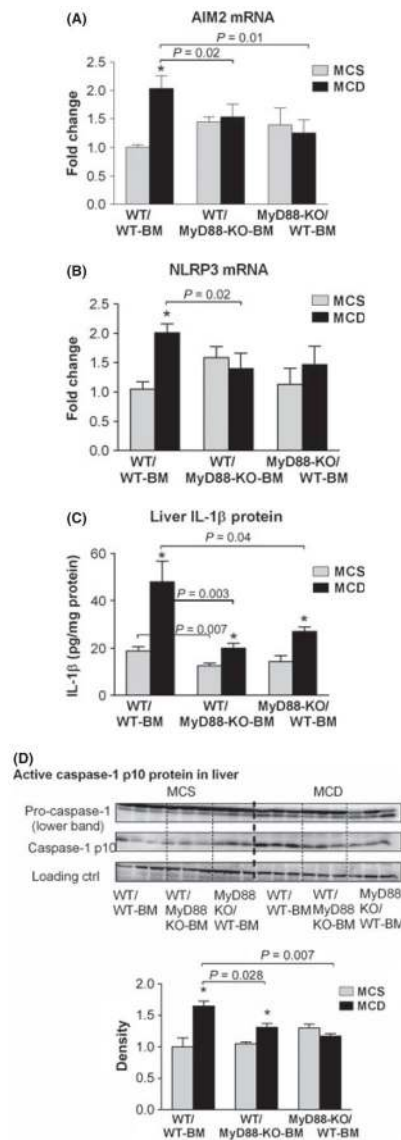 (A)
AIM2 mRNA
P = 0.01
P = 0.02
MCS
MCD
*
Fold change
2.5
2.0
1.5
1.0
0.5
0.0
WT/ WT/ MyD88-KO/
WT-BM MyD88-KO-BM WT-BM
(B)
NLRP3 mRNA
P = 0.02
MCS
MCD
*
Fold change
2.5
2.0
1.5
1.0
0.5
0.0
WT/ WT/ MyD88-KO/
WT-BM MyD88-KO-BM WT-BM
(C)
Liver IL-1β protein
P = 0.04
MCS
MCD
P = 0.003
P = 0.007
* * *
IL-1β (pg/mg protein)
60
40
20
0
WT/ WT/ MyD88-KO/
WT-BM MyD88-KO-BM WT-BM
(D)
Active caspase-1 p10 protein in liver
MCS MCD
Pro-caspase-1
(lower band)
Caspase-1 p10
Loading ctrl
WT/ WT/ MyD88 WT/ WT/ MyD88
WT-BM MyD88 KO/ WT-BM MyD88 KO/
KO-BM WT-BM KO-BM WT-BM
P = 0.007
P = 0.028
MCS
MCD
* *
Density
2.0
1.5
1.0
0.5
0.0
WT/ WT/ MyD88-KO/
WT-BM MyD88-KO-BM WT-BM